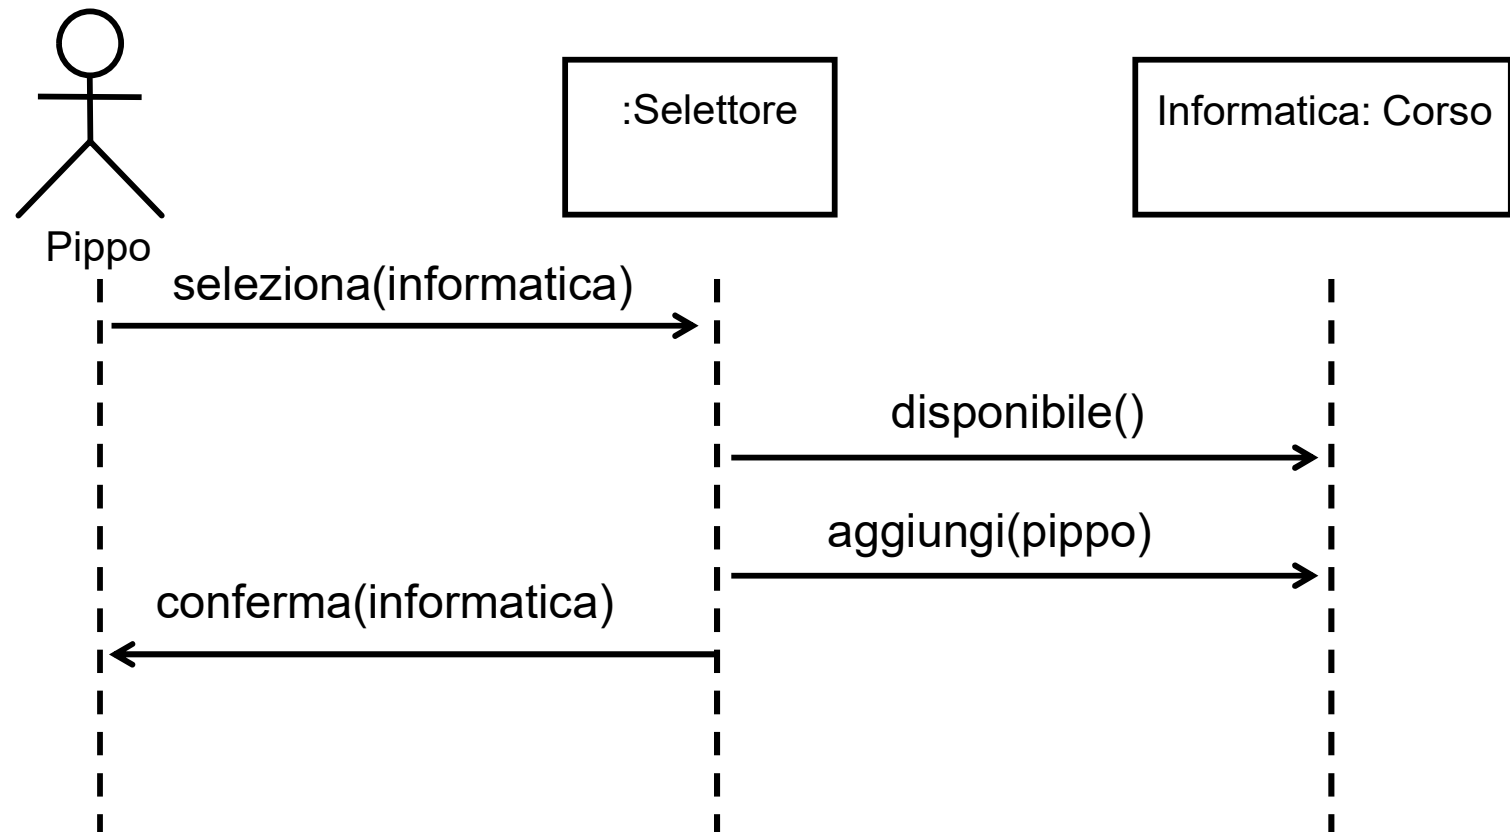 :Selettore
Informatica: Corso
Pippo
seleziona(informatica)
disponibile()
aggiungi(pippo)
conferma(informatica)